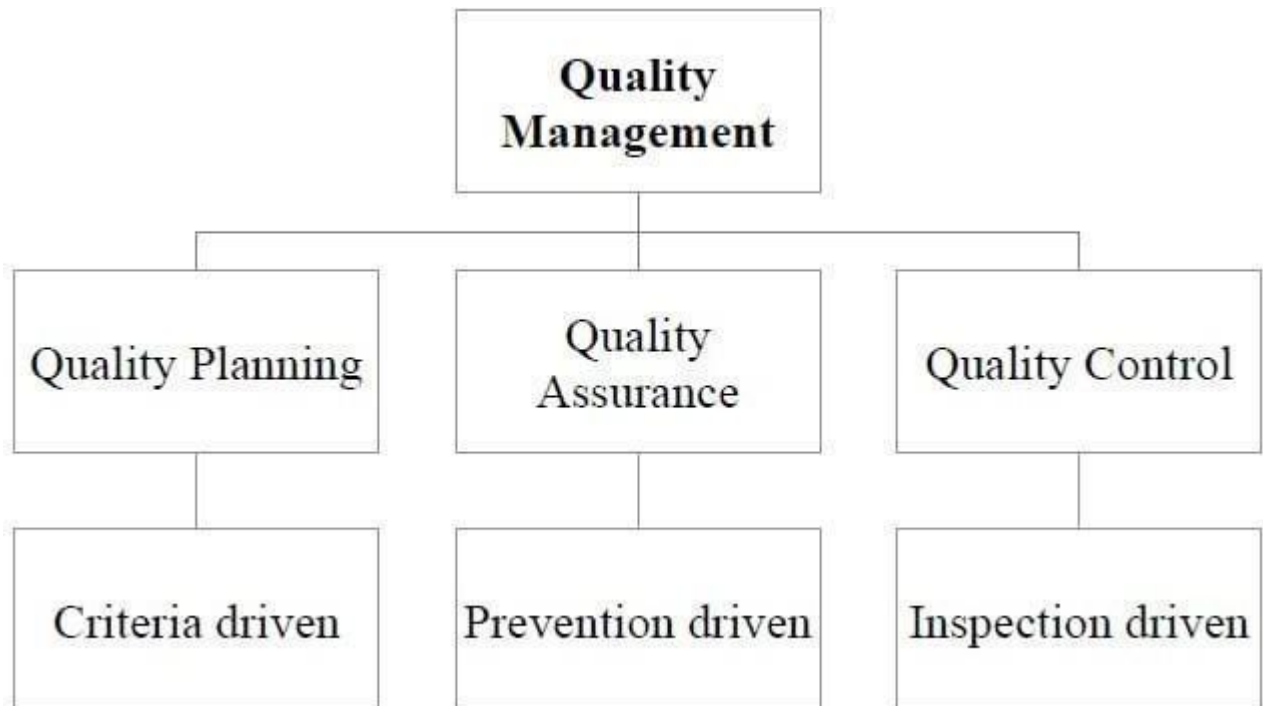 Quality
Management
Quality Planning
Quality
Assurance
Quality Control
Criteria driven
Prevention driven
Inspection driven